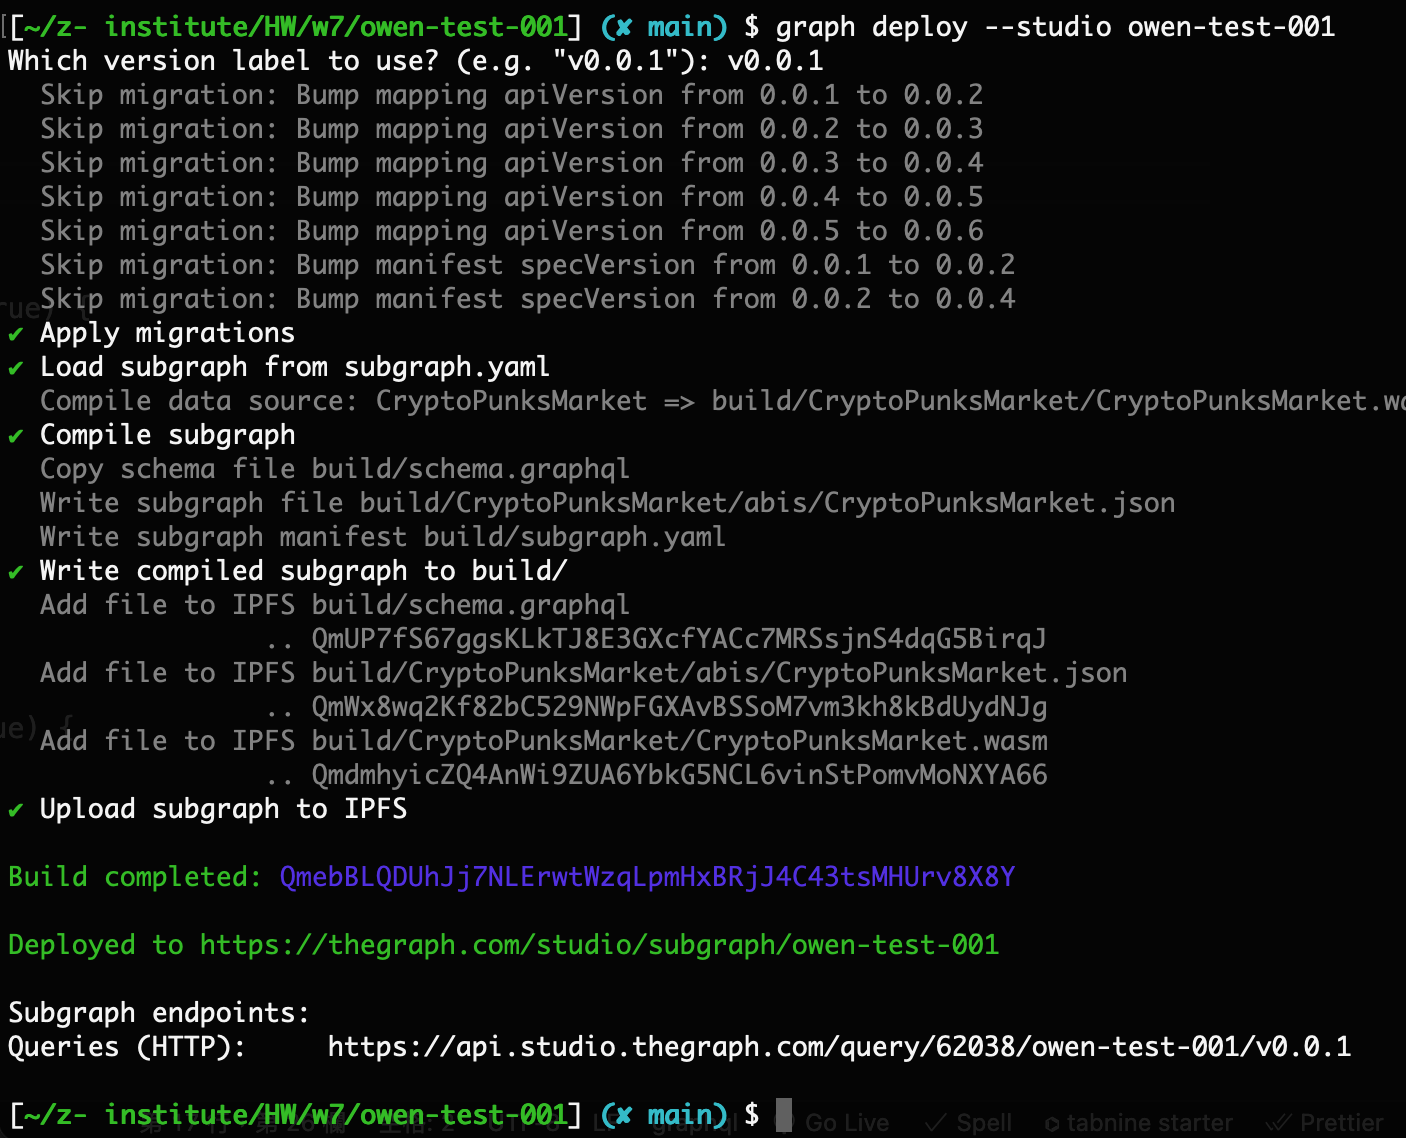 [~/z- institute/HW/w7/owen-test-001] (✘ main) $ graph deploy --studio owen-test-001
Which version label to use? (e.g. "v0.0.1"): v0.0.1
Skip migration: Bump mapping apiVersion from 0.0.1 to 0.0.2
Skip migration: Bump mapping apiVersion from 0.0.2 to 0.0.3
Skip migration: Bump mapping apiVersion from 0.0.3 to 0.0.4
Skip migration: Bump mapping apiVersion from 0.0.4 to 0.0.5
Skip migration: Bump mapping apiVersion from 0.0.5 to 0.0.6
Skip migration: Bump manifest specVersion from 0.0.1 to 0.0.2
Skip migration: Bump manifest specVersion from 0.0.2 to 0.0.4
✔ Apply migrations
✔ Load subgraph from subgraph.yaml
Compile data source: CryptoPunksMarket => build/CryptoPunksMarket/CryptoPunksMarket.wa
✔ Compile subgraph
Copy schema file build/schema.graphql
Write subgraph file build/CryptoPunksMarket/abis/CryptoPunksMarket.json
Write subgraph manifest build/subgraph.yaml
✔ Write compiled subgraph to build/
Add file to IPFS build/schema.graphql
.. QmUP7fS67ggsKLkTJ8E3GXcfYACc7MRSsjnS4dqG5BirqJ
Add file to IPFS build/CryptoPunksMarket/abis/CryptoPunksMarket.json
.. QmWx8wq2Kf82bC529NWpFGXAvBSSoM7vm3kh8kBdUydNJg
Add file to IPFS build/CryptoPunksMarket/CryptoPunksMarket.wasm
.. QmdmhyicZQ4AnWi9ZUA6YbkG5NCL6vinStPomvMoNXYA66
✔ Upload subgraph to IPFS
Build completed: QmebBLQDUhJj7NLErwtWzqLpmHxBRjJ4C43tsMHUrv8X8Y
Deployed to https://thegraph.com/studio/subgraph/owen-test-001
Subgraph endpoints:
Queries (HTTP): https://api.studio.thegraph.com/query/62038/owen-test-001/v0.0.1
[~/z- institute/HW/w7/owen-test-001] (✘ main) $
Go Live Spell tabnine starter Prettier